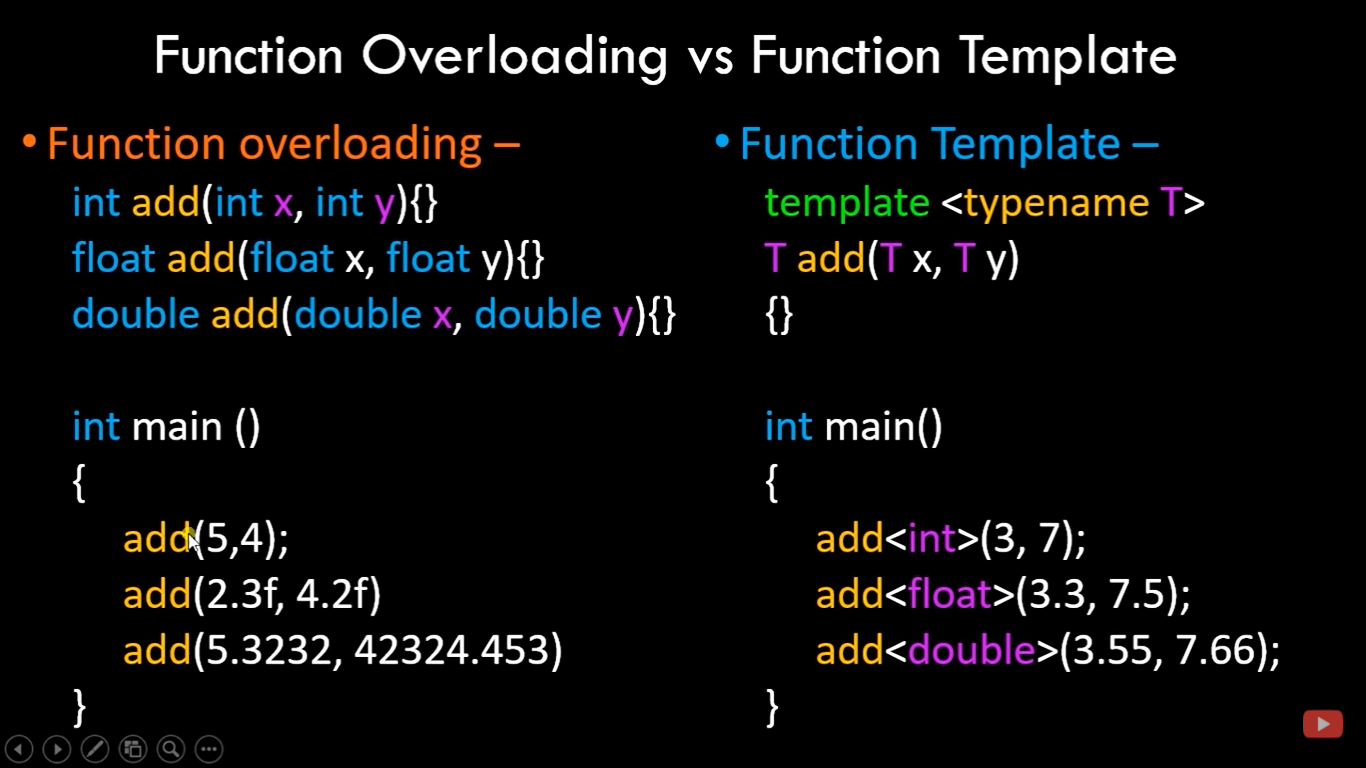 Function Overloading vs Function Template
• Function overloading –
int add(int x, int y){}
float add(float x, float y){}
double add(double x, double y){}
int main ()
{
add(5,4);
add(2.3f, 4.2f)
add(5.3232, 42324.453)
}
• Function Template –
template <typename T>
T add(T x, T y)
{}
int main()
{
add<int>(3, 7);
add<float>(3.3, 7.5);
add<double>(3.55, 7.66);
}